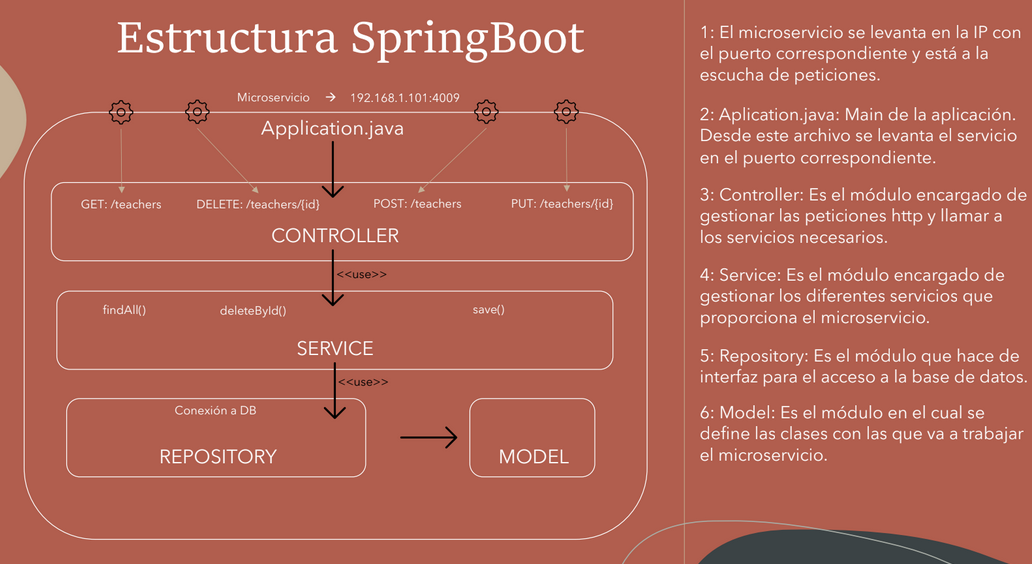 Estructura SpringBoot
Microservicio → 192.168.1.101:4009
Application.java
GET: /teachers
DELETE: /teachers/{id}
POST: /teachers
PUT: /teachers/{id}
CONTROLLER
<<use>>
findAll()
deleteById()
save()
SERVICE
<<use>>
Conexión a DB
REPOSITORY
MODEL
1: El microservicio se levanta en la IP con
el puerto correspondiente y está a la
escucha de peticiones.
2: Aplication.java: Main de la aplicación.
Desde este archivo se levanta el servicio
en el puerto correspondiente.
3: Controller: Es el módulo encargado de
gestionar las peticiones http y llamar a
los servicios necesarios.
4: Service: Es el módulo encargado de
gestionar los diferentes servicios que
proporciona el microservicio.
5: Repository: Es el módulo que hace de
interfaz para el acceso a la base de datos.
6: Model: Es el módulo en el cual se
define las clases con las que va a trabajar
el microservicio.